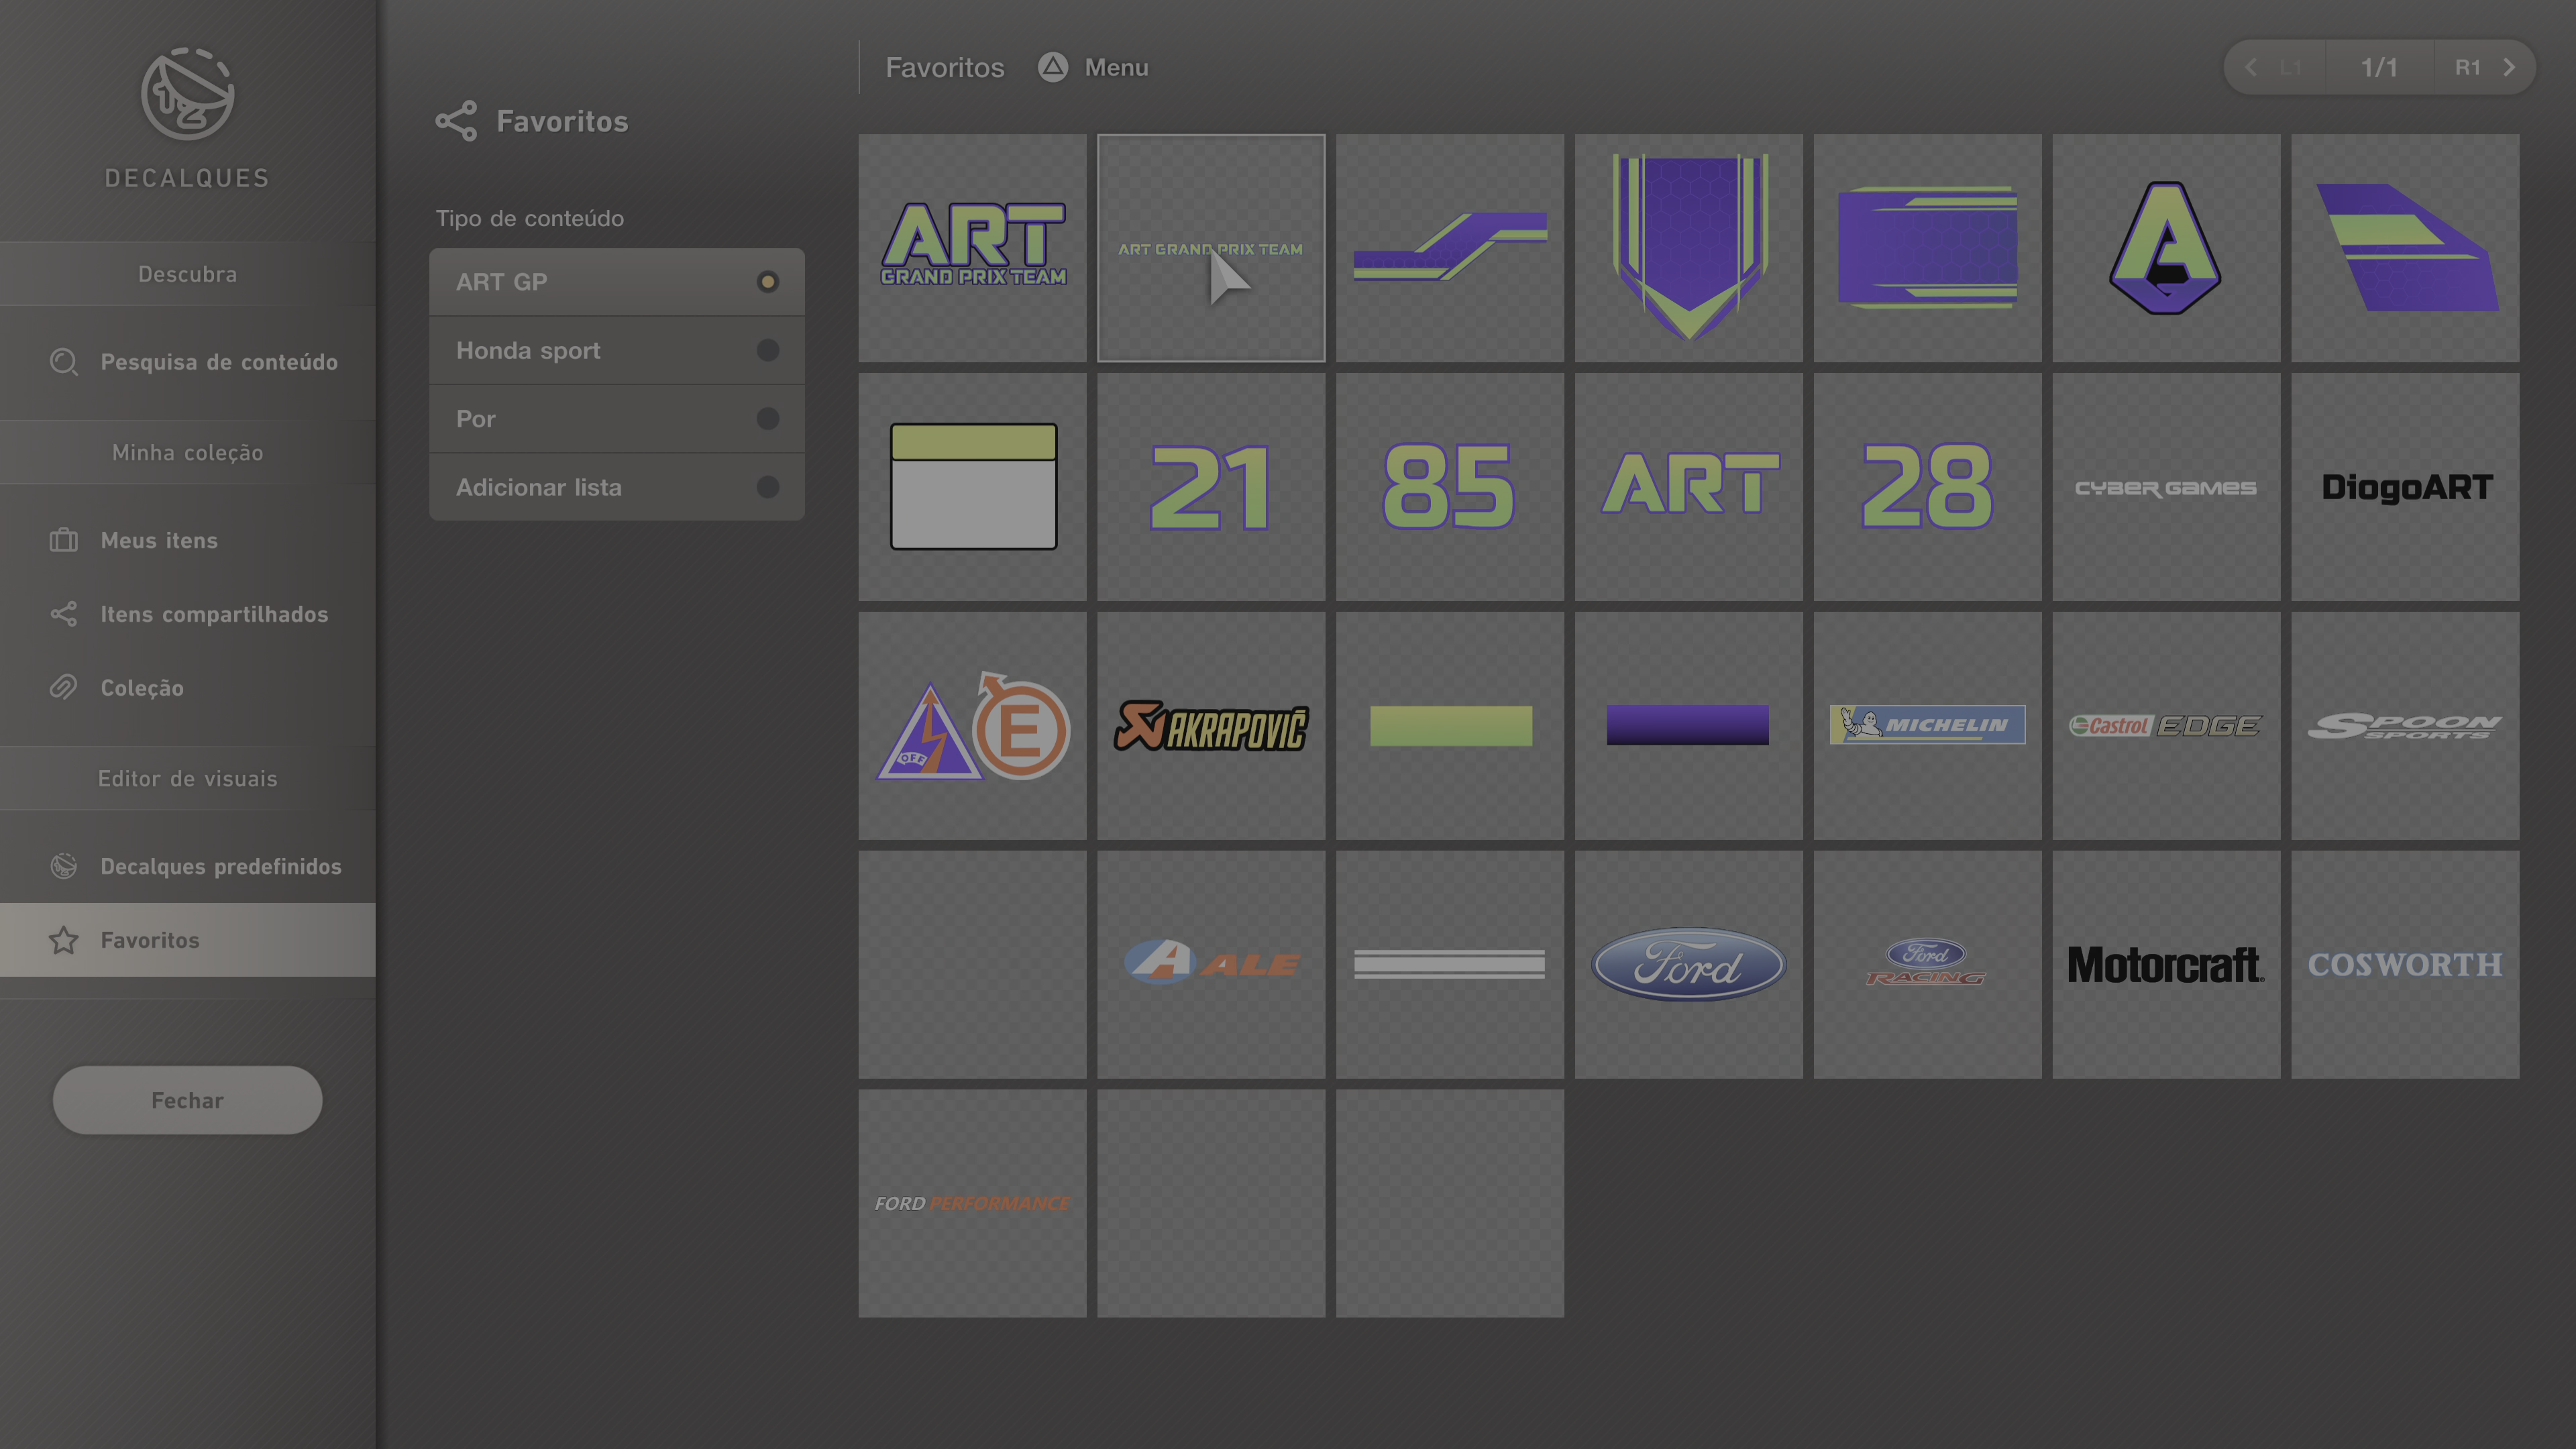 DECALQUES
Descubra
Pesquisa de conteúdo
Minha coleção
Meus itens
Itens compartilhados
Coleção
Editor de visuais
Decalques predefinidos
Favoritos
Fechar
Favoritos
Tipo de conteúdo
ART GP
Honda sport
Por
Adicionar lista
Favoritos Menu
L1 1/1 R1
ART
GRAND PRIX TEAM
ART GRAND PRIX TEAM
A
21
85
ART
28
CYBER GAMES
DiogoART
OFF
E
AKRAPOVIČ
MICHELIN
Castrol EDGE
SPOON
SPORTS
A ALE
Ford
Ford
RACING
Motorcraft
COSWORTH
FORD PERFORMANCE